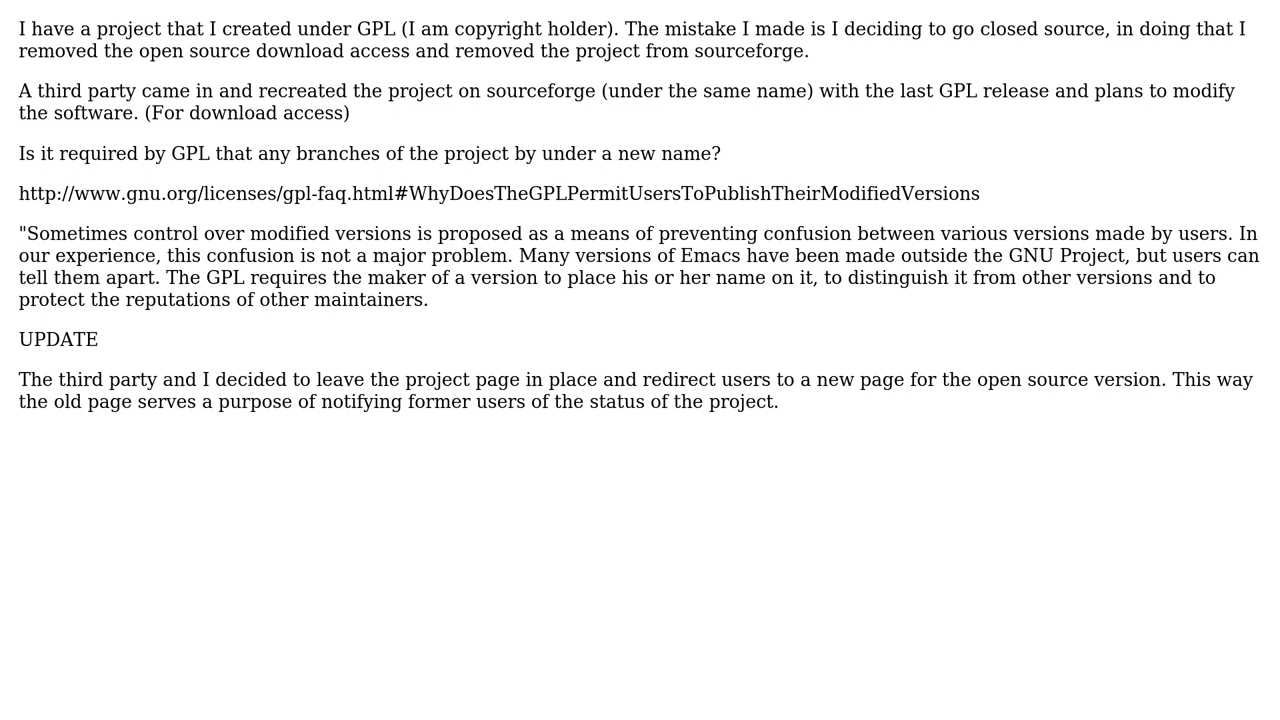 I have a project that I created under GPL (I am copyright holder). The mistake I made is I deciding to go closed source, in doing that I
removed the open source download access and removed the project from sourceforge.
A third party came in and recreated the project on sourceforge (under the same name) with the last GPL release and plans to modify
the software. (For download access)
Is it required by GPL that any branches of the project by under a new name?
http://www.gnu.org/licenses/gpl-faq.html#WhyDoesTheGPLPermitUsersToPublishTheirModifiedVersions
"Sometimes control over modified versions is proposed as a means of preventing confusion between various versions made by users. In
our experience, this confusion is not a major problem. Many versions of Emacs have been made outside the GNU Project, but users can
tell them apart. The GPL requires the maker of a version to place his or her name on it, to distinguish it from other versions and to
protect the reputations of other maintainers.
UPDATE
The third party and I decided to leave the project page in place and redirect users to a new page for the open source version. This way
the old page serves a purpose of notifying former users of the status of the project.